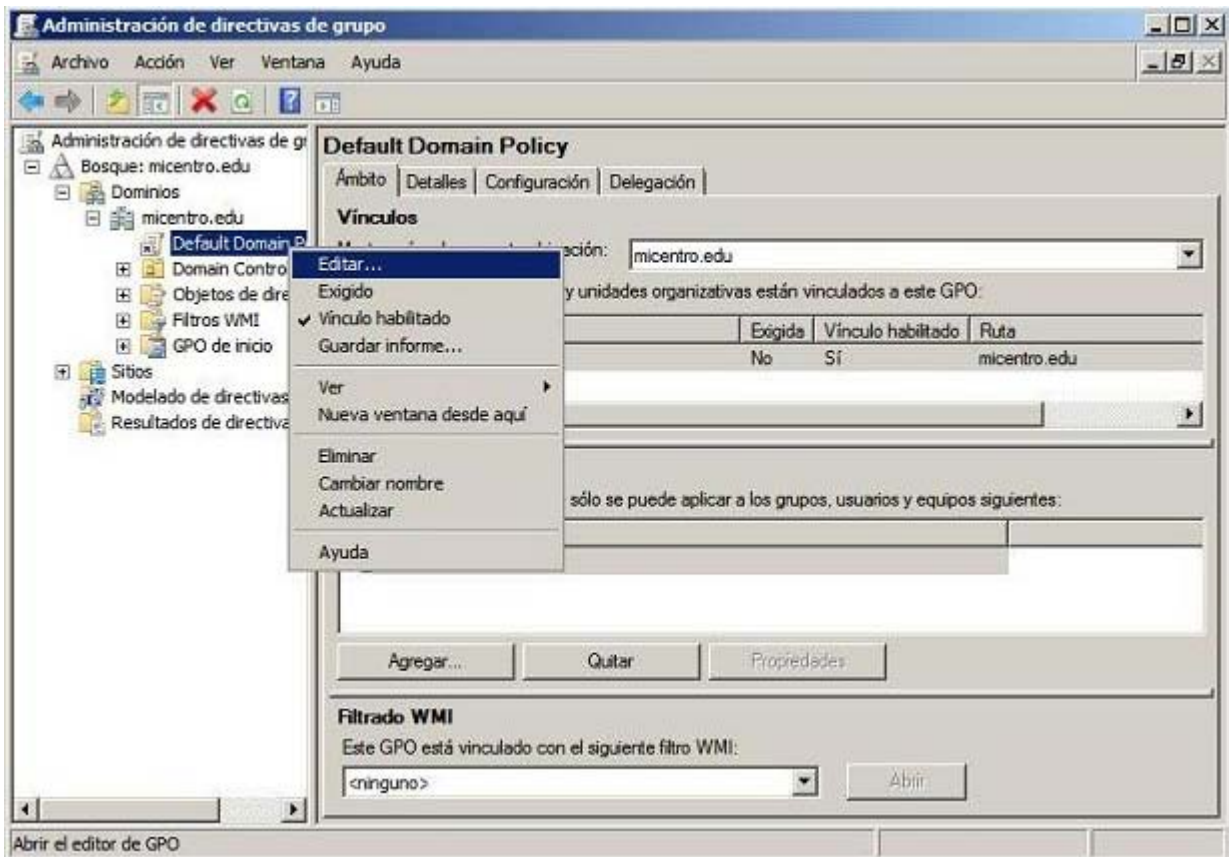 Administración de directivas de grupo
Archivo Acción Ver Ventana Ayuda
Administración de directivas de
Bosque: micentro.edu
Dominios
micentro.edu
Default Domain
Domain
Objetos de
Filtros WMI
GPO de inicio
Sitios
Modelado de directivas
Resultados de
Editar...
Exigido
Vínculo habilitado
Guardar informe...
Ver
Nueva ventana desde aquí
Eliminar
Cambiar nombre
Actualizar
Ayuda
Default Domain Policy
Ámbito Detalles Configuración Delegación
Vínculos
micentro.edu
y unidades organizativas están vinculados a este GPO:
Exigida Vínculo habilitado Ruta
No Sí micentro.edu
sólo se puede aplicar a los grupos, usuarios y equipos siguientes:
Agregar... Quitar Propiedades
Filtrado WMI
Este GPO está vinculado con el siguiente filtro WMI:
<ninguno> Abrir
Abrir el editor de GPO